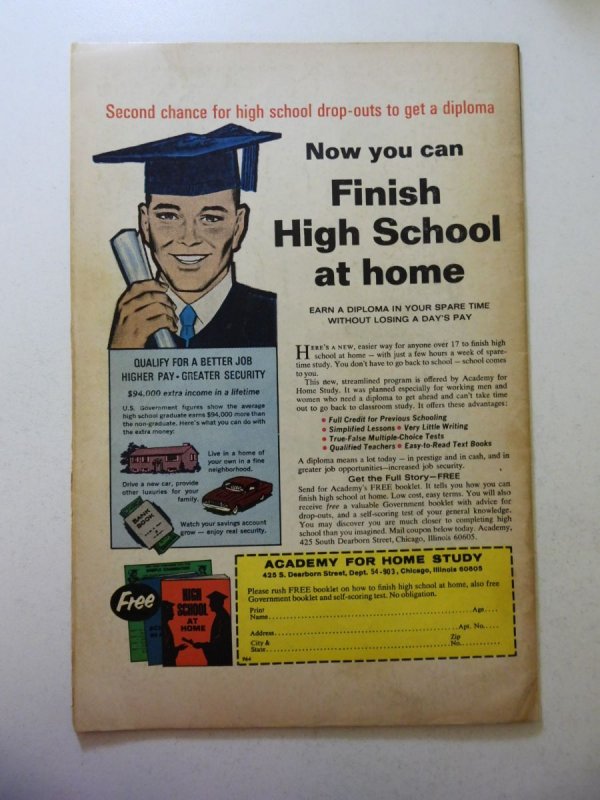 Second chance for high school drop-outs to get a diploma
Now you can
Finish
High School
at home
EARN A DIPLOMA IN YOUR SPARE TIME
WITHOUT LOSING A DAY'S PAY
QUALIFY FOR A BETTER JOB
HIGHER PAY • GREATER SECURITY
$94,000 extra income in a lifetime
U.S. Government figures show the average
high school graduate earns $94,000 more than
the non-graduate. Here's what you can do with
the extra money:
Live in a home of
your own in a fine
neighborhood.
Drive a new car, provide
other luxuries for your
family.
BANK
BOOK
Watch your savings account
grow — enjoy real security.
HERE'S A NEW, easier way for anyone over 17 to finish high
school at home — with just a few hours a week of spare-
time study. You don't have to go back to school — school comes
to you.
This new, streamlined program is offered by Academy for
Home Study. It was planned especially for working men and
women who need a diploma to get ahead and can't take time
out to go back to classroom study. It offers these advantages:
• Full Credit for Previous Schooling
• Simplified Lessons • Very Little Writing
• True-False Multiple-Choice Tests
• Qualified Teachers • Easy-to-Read Text Books
A diploma means a lot today — in prestige and in cash, and in
greater job opportunities—increased job security.
Get the Full Story—FREE
Send for Academy's FREE booklet. It tells you how you can
finish high school at home. Low cost, easy terms. You will also
receive free a valuable Government booklet with advice for
drop-outs, and a self-scoring test of your general knowledge.
You may discover you are much closer to completing high
school than you imagined. Mail coupon below today. Academy,
425 South Dearborn Street, Chicago, Illinois 60605.
Free
HIGH
SCHOOL
AT
HOME
ACADEMY FOR HOME STUDY
425 S. Dearborn Street, Dept. 54-903, Chicago, Illinois 60605
Please rush FREE booklet on how to finish high school at home, also free
Government booklet and self-scoring test. No obligation.
Print
Name Age
Address Apt. No.
City & Zip
State No.